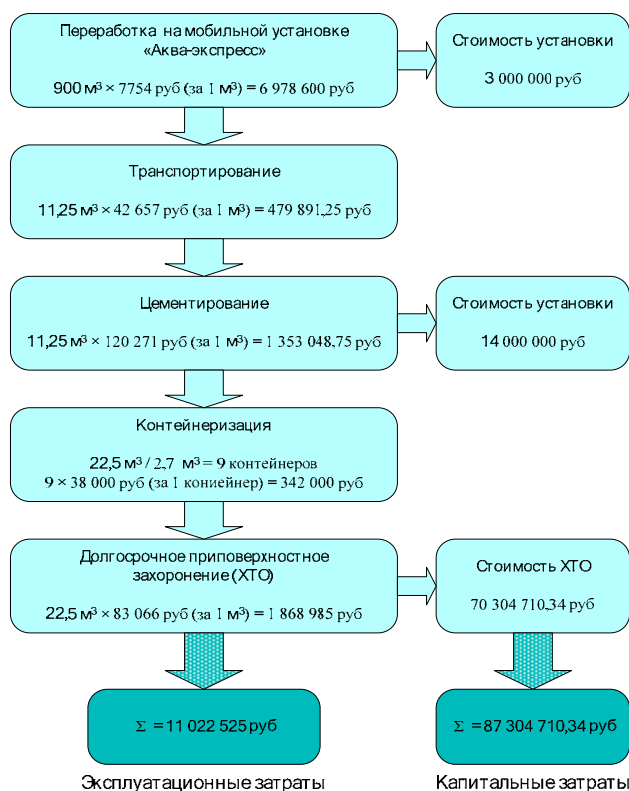 Переработка на мобильной установке
«Аква-экспресс»
900 м³ × 7754 руб (за 1 м³) = 6 978 600 руб
Стоимость установки
3 000 000 руб
Транспортирование
11,25 м³ × 42 657 руб (за 1 м³) = 479 891,25 руб
Цементирование
11,25 м³ × 120 271 руб (за 1 м³) = 1 353 048,75 руб
Стоимость установки
14 000 000 руб
Контейнеризация
22,5 м³ / 2,7 м³ = 9 контейнеров
9 × 38 000 руб (за 1 кониейнер) = 342 000 руб
Долгосрочное приповерхностное
захоронение (ХТО)
22,5 м³ × 83 066 руб (за 1 м³) = 1 868 985 руб
Стоимость ХТО
70 304 710,34 руб
Σ = 11 022 525 руб
Σ = 87 304 710,34 руб
Эксплуатационные затраты
Капитальные затраты